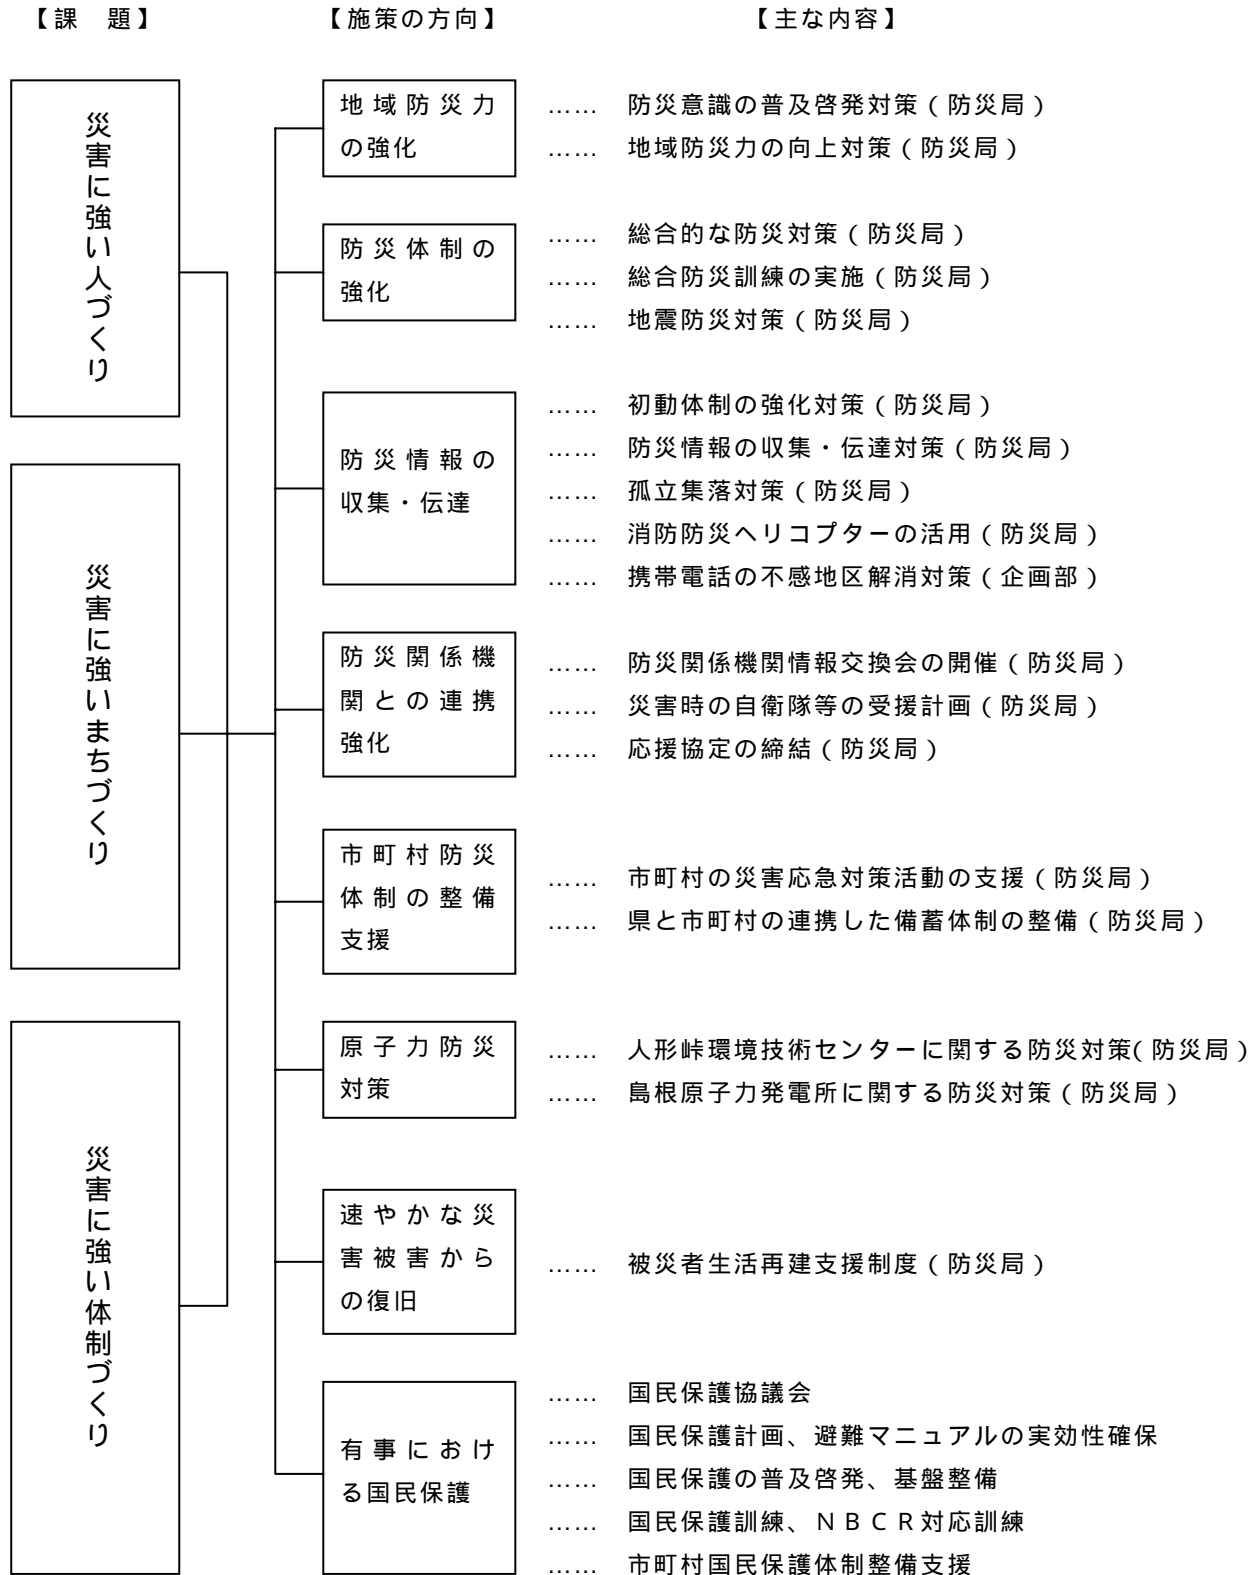 【課　題】
【施策の方向】
【主な内容】
災害に強い人づくり
災害に強いまちづくり
災害に強い体制づくり
地域防災力
の強化
…… 防災意識の普及啓発対策（防災局）
…… 地域防災力の向上対策（防災局）
防災体制の
強化
…… 総合的な防災対策（防災局）
…… 総合防災訓練の実施（防災局）
…… 地震防災対策（防災局）
防災情報の
収集・伝達
…… 初動体制の強化対策（防災局）
…… 防災情報の収集・伝達対策（防災局）
…… 孤立集落対策（防災局）
…… 消防防災ヘリコプターの活用（防災局）
…… 携帯電話の不感地区解消対策（企画部）
防災関係機
関との連携
強化
…… 防災関係機関情報交換会の開催（防災局）
…… 災害時の自衛隊等の受援計画（防災局）
…… 応援協定の締結（防災局）
市町村防災
体制の整備
支援
…… 市町村の災害応急対策活動の支援（防災局）
…… 県と市町村の連携した備蓄体制の整備（防災局）
原子力防災
対策
…… 人形峠環境技術センターに関する防災対策(防災局）
…… 島根原子力発電所に関する防災対策（防災局）
速やかな災
害被害から
の復旧
…… 被災者生活再建支援制度（防災局）
有事におけ
る国民保護
…… 国民保護協議会
…… 国民保護計画、避難マニュアルの実効性確保
…… 国民保護の普及啓発、基盤整備
…… 国民保護訓練、ＮＢＣＲ対応訓練
…… 市町村国民保護体制整備支援